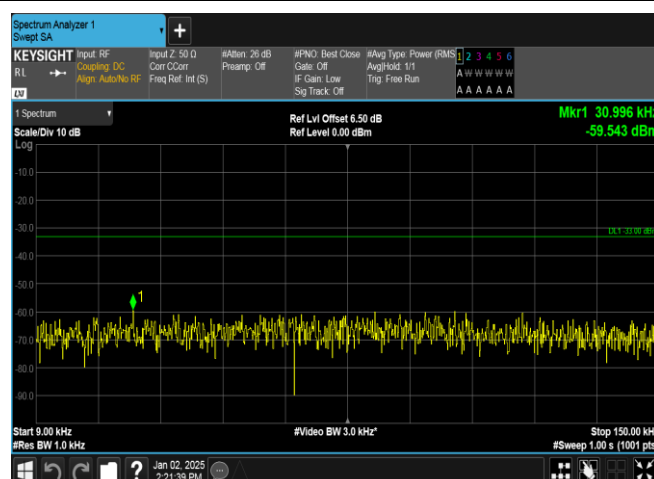 Spectrum Analyzer 1
Swept SA
KEYSIGHT
RL
LXI
Input: RF
Coupling: DC
Align: Auto/No RF
Input Z: 50 Ω
Corr CCorr
Freq Ref: Int (S)
#Atten: 26 dB
Preamp: Off
#PNO: Best Close
Gate: Off
IF Gain: Low
Sig Track: Off
#Avg Type: Power (RMS
Avg|Hold: 1/1
Trig: Free Run
1 2 3 4 5 6
A W W W W W
A A A A A A
1 Spectrum
Scale/Div 10 dB
Log
Ref Lvl Offset 6.50 dB
Ref Level 0.00 dBm
Mkr1 30.996 kHz
-59.543 dBm
-10.0
-20.0
-30.0
DL1 -33.00 dBm
-40.0
-50.0
1
-60.0
-70.0
-80.0
-90.0
Start 9.00 kHz
#Res BW 1.0 kHz
#Video BW 3.0 kHz*
Stop 150.00 kHz
#Sweep 1.00 s (1001 pts
Jan 02, 2025
2:21:39 PM